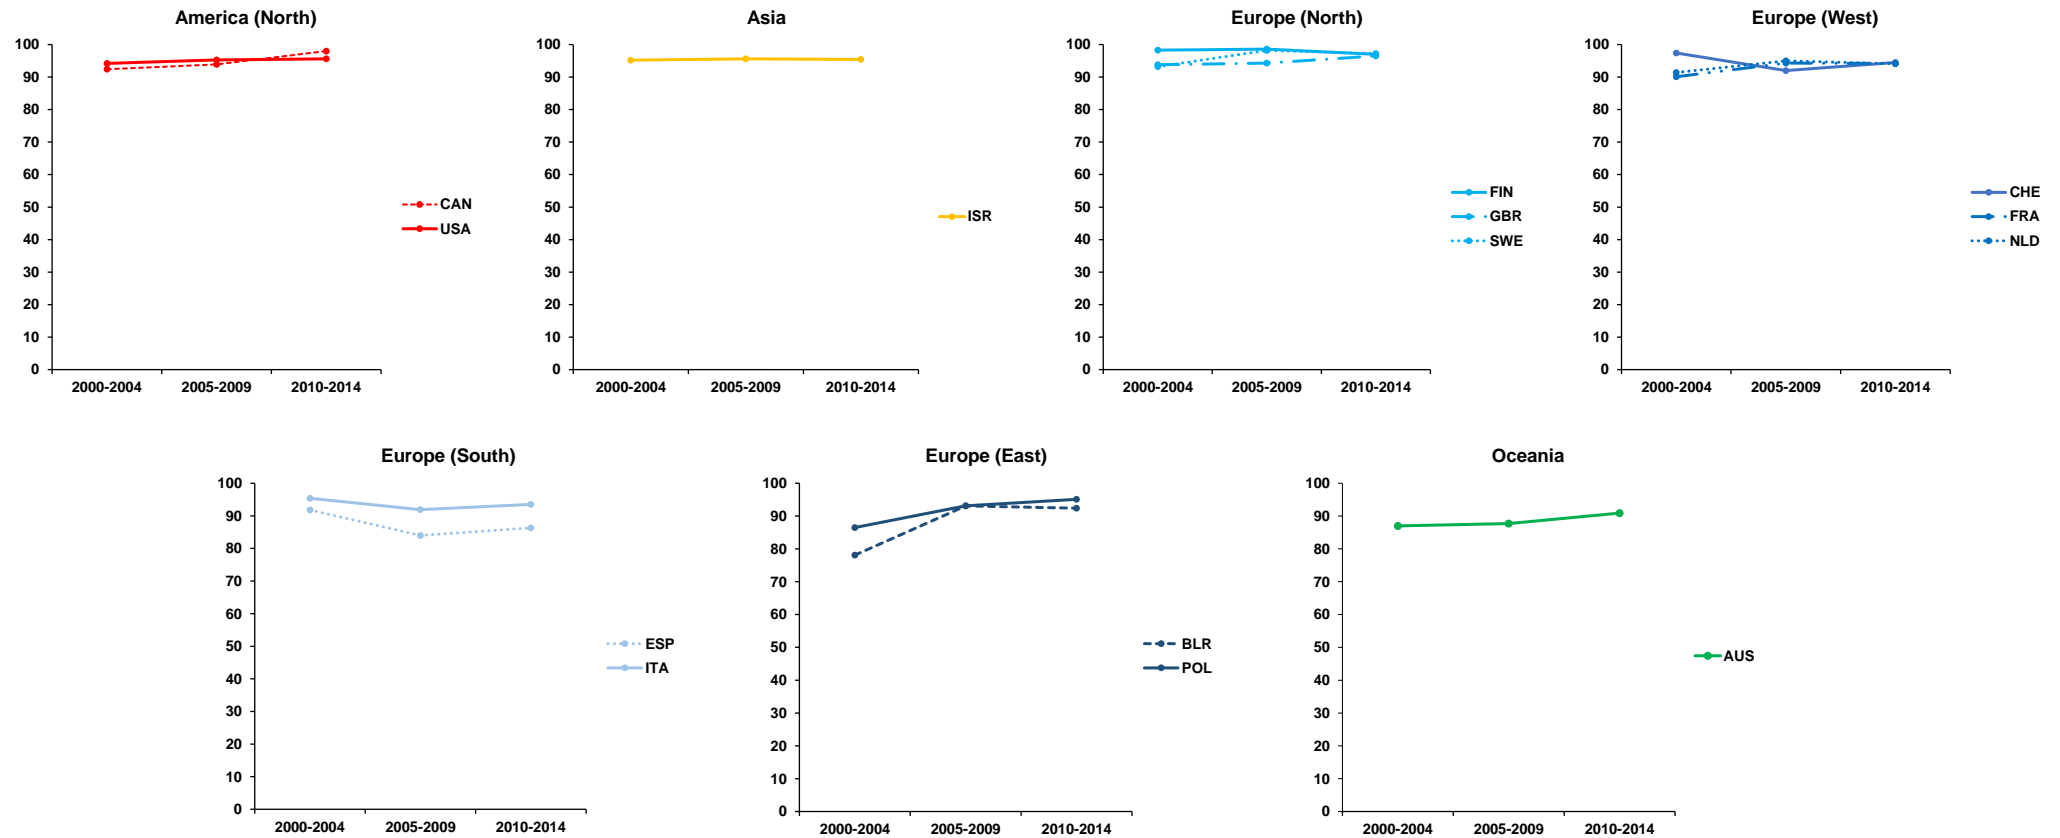 America (North)
100
90
80
70
60
50
40
30
20
10
0
2000-2004 2005-2009 2010-2014
CAN
USA
Asia
100
90
80
70
60
50
40
30
20
10
0
2000-2004 2005-2009 2010-2014
ISR
Europe (North)
100
90
80
70
60
50
40
30
20
10
0
2000-2004 2005-2009 2010-2014
FIN
GBR
SWE
Europe (West)
100
90
80
70
60
50
40
30
20
10
0
2000-2004 2005-2009 2010-2014
CHE
FRA
NLD
Europe (South)
100
90
80
70
60
50
40
30
20
10
0
2000-2004 2005-2009 2010-2014
ESP
ITA
Europe (East)
100
90
80
70
60
50
40
30
20
10
0
2000-2004 2005-2009 2010-2014
BLR
POL
Oceania
100
90
80
70
60
50
40
30
20
10
0
2000-2004 2005-2009 2010-2014
AUS